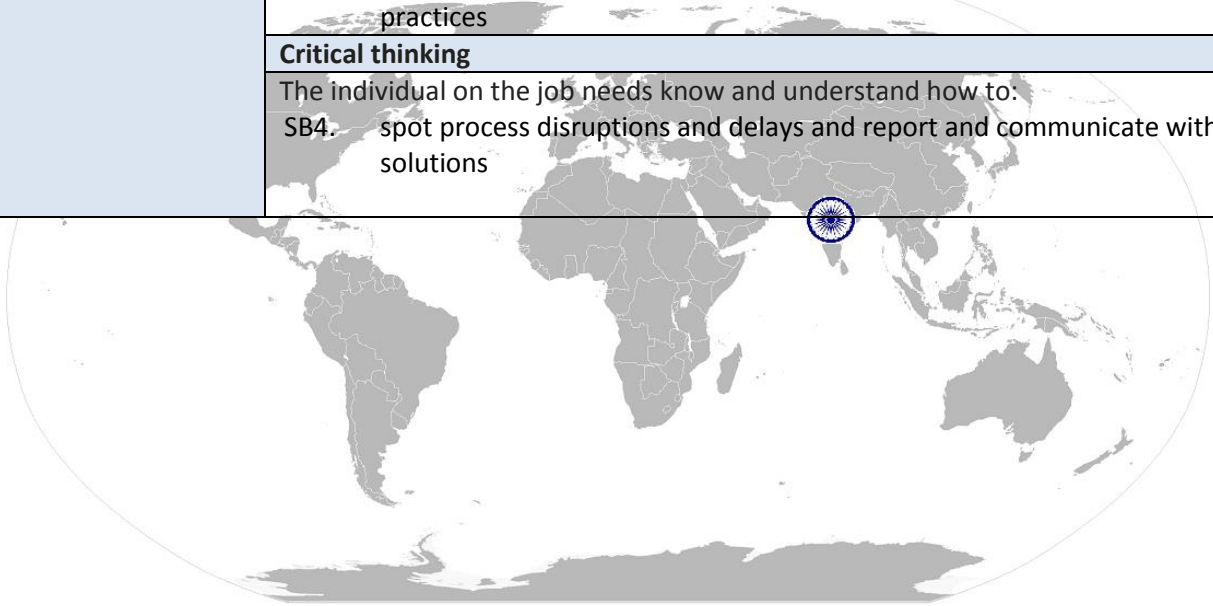 practices
Critical thinking
The individual on the job needs know and understand how to:
SB4. spot process disruptions and delays and report and communicate with
solutions